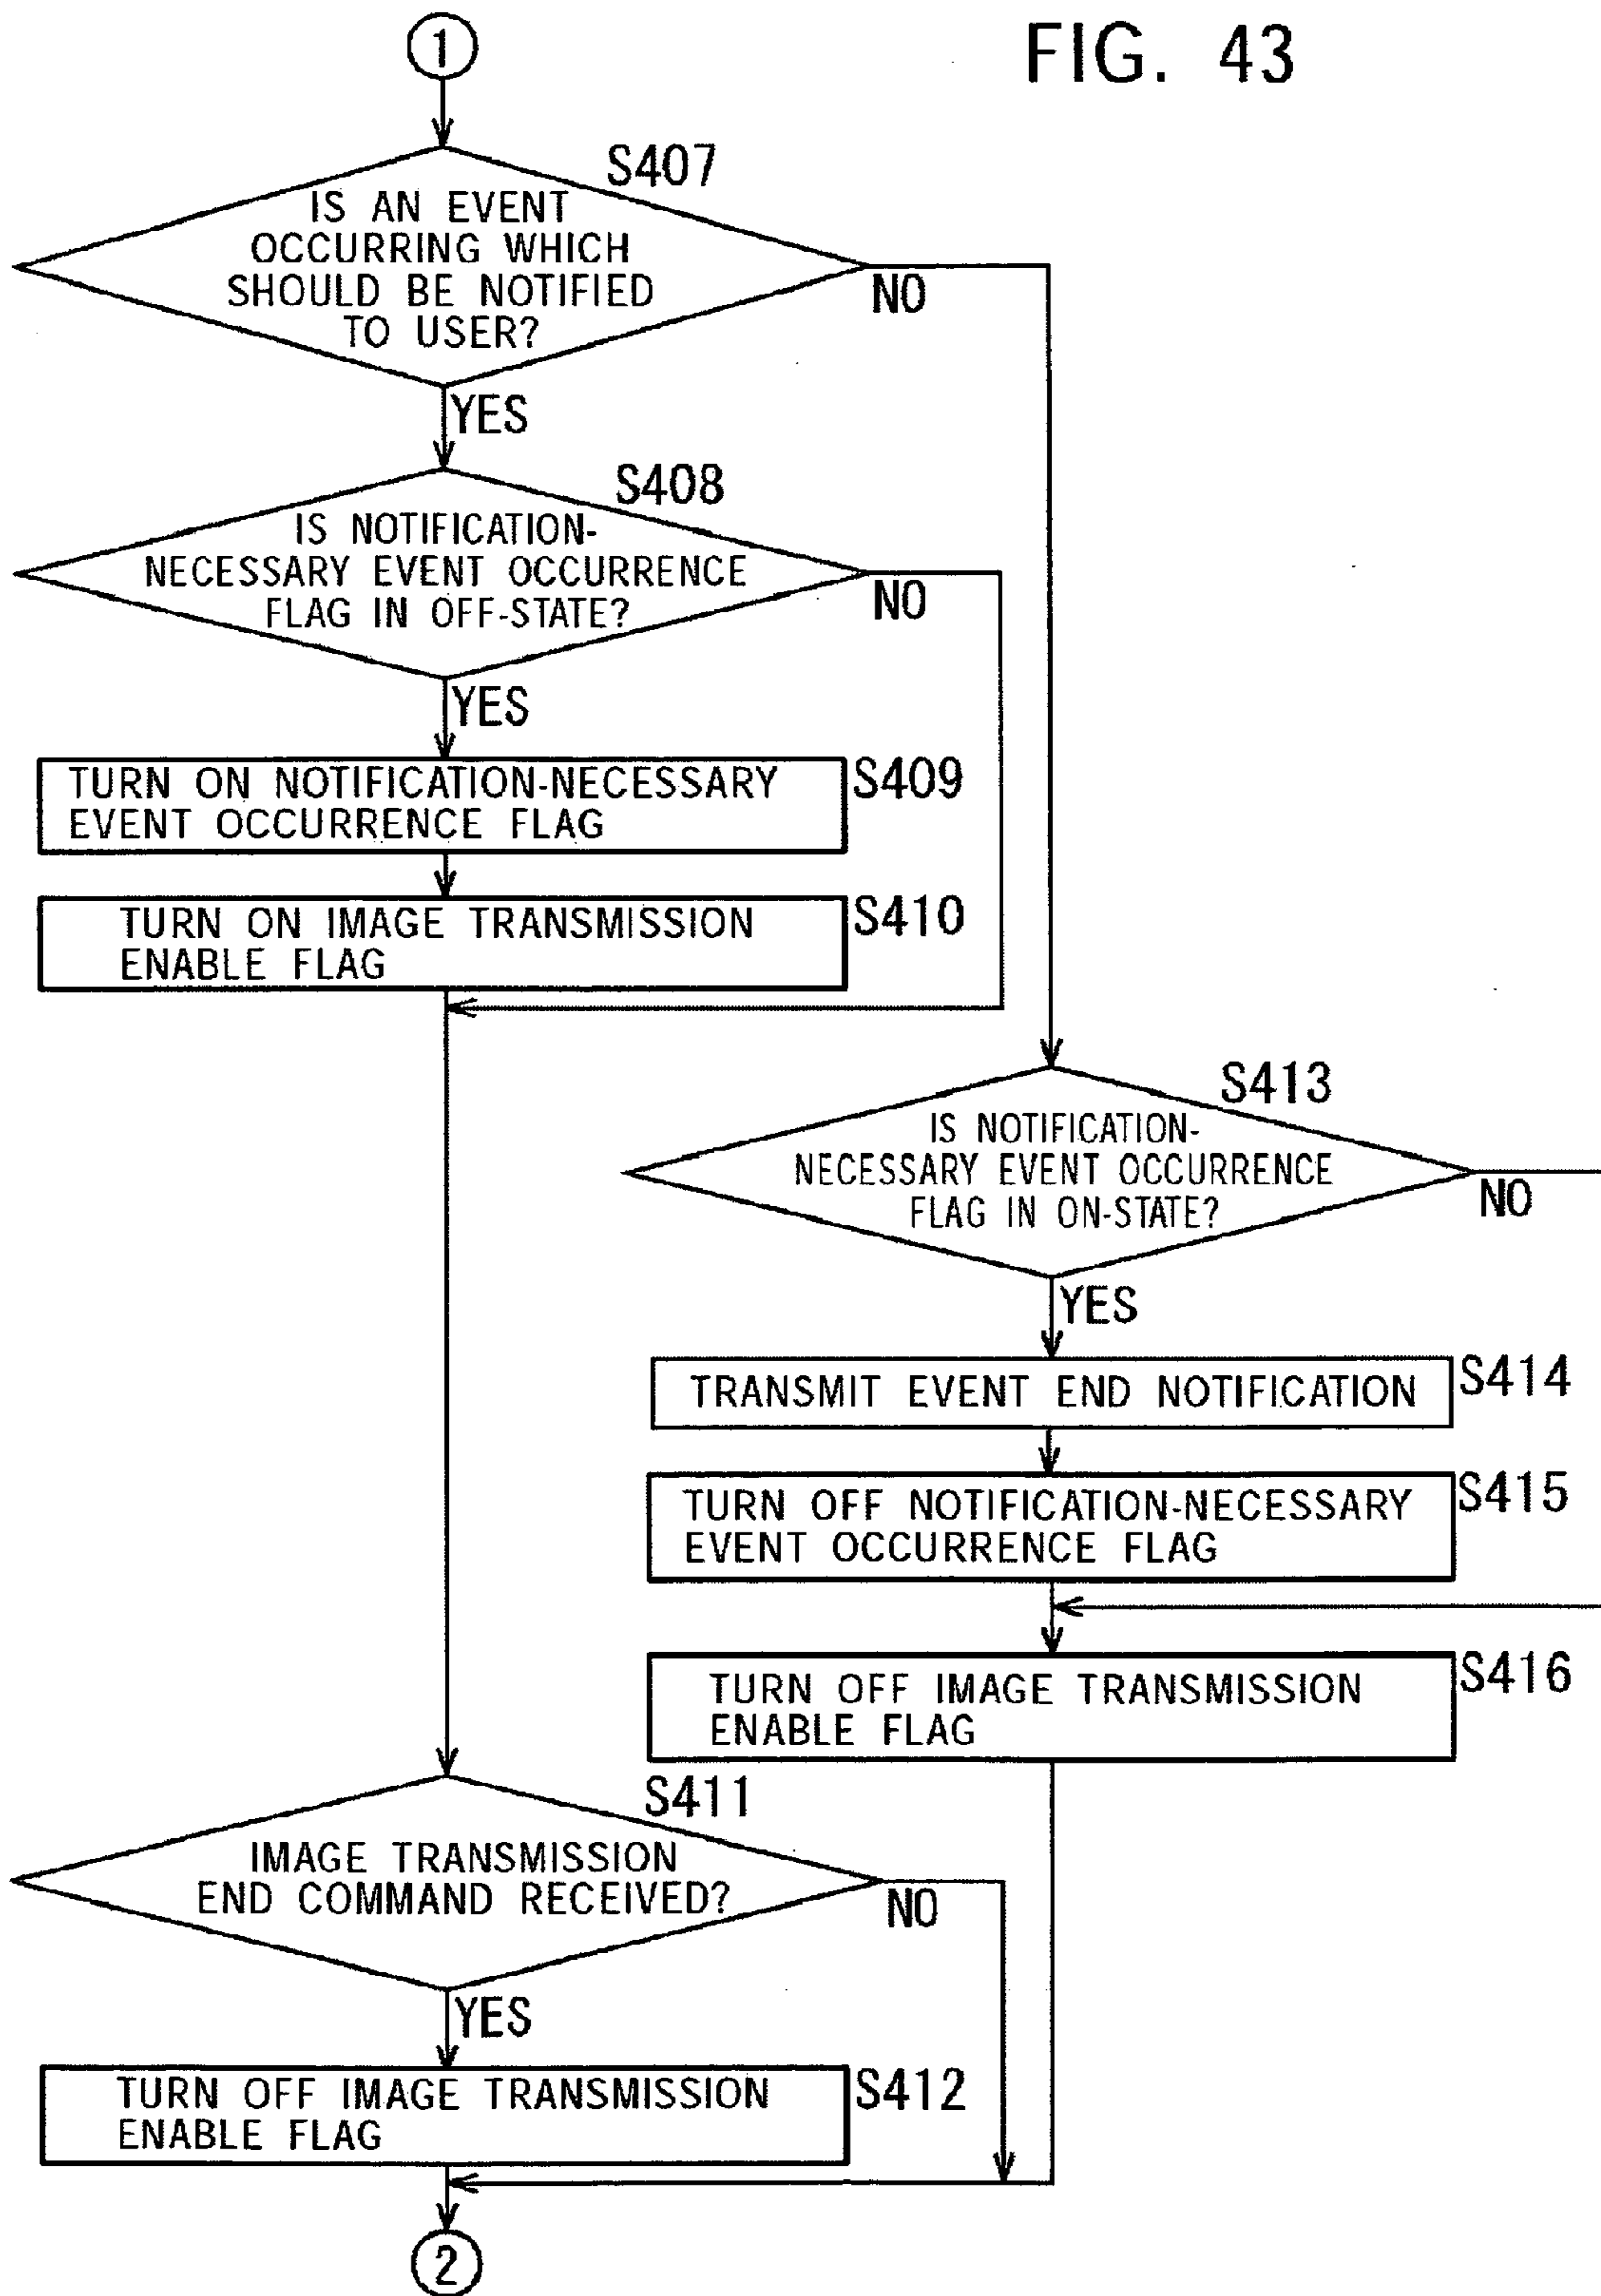 FIG. 43
1
S407
IS AN EVENT
OCCURRING WHICH
SHOULD BE NOTIFIED
TO USER?
NO
YES
S408
IS NOTIFICATION-
NECESSARY EVENT OCCURRENCE
FLAG IN OFF-STATE?
NO
YES
TURN ON NOTIFICATION-NECESSARY
EVENT OCCURRENCE FLAG
S409
TURN ON IMAGE TRANSMISSION
ENABLE FLAG
S410
S413
IS NOTIFICATION-
NECESSARY EVENT OCCURRENCE
FLAG IN ON-STATE?
NO
YES
TRANSMIT EVENT END NOTIFICATION
S414
TURN OFF NOTIFICATION-NECESSARY
EVENT OCCURRENCE FLAG
S415
TURN OFF IMAGE TRANSMISSION
ENABLE FLAG
S416
S411
IMAGE TRANSMISSION
END COMMAND RECEIVED?
NO
YES
TURN OFF IMAGE TRANSMISSION
ENABLE FLAG
S412
2